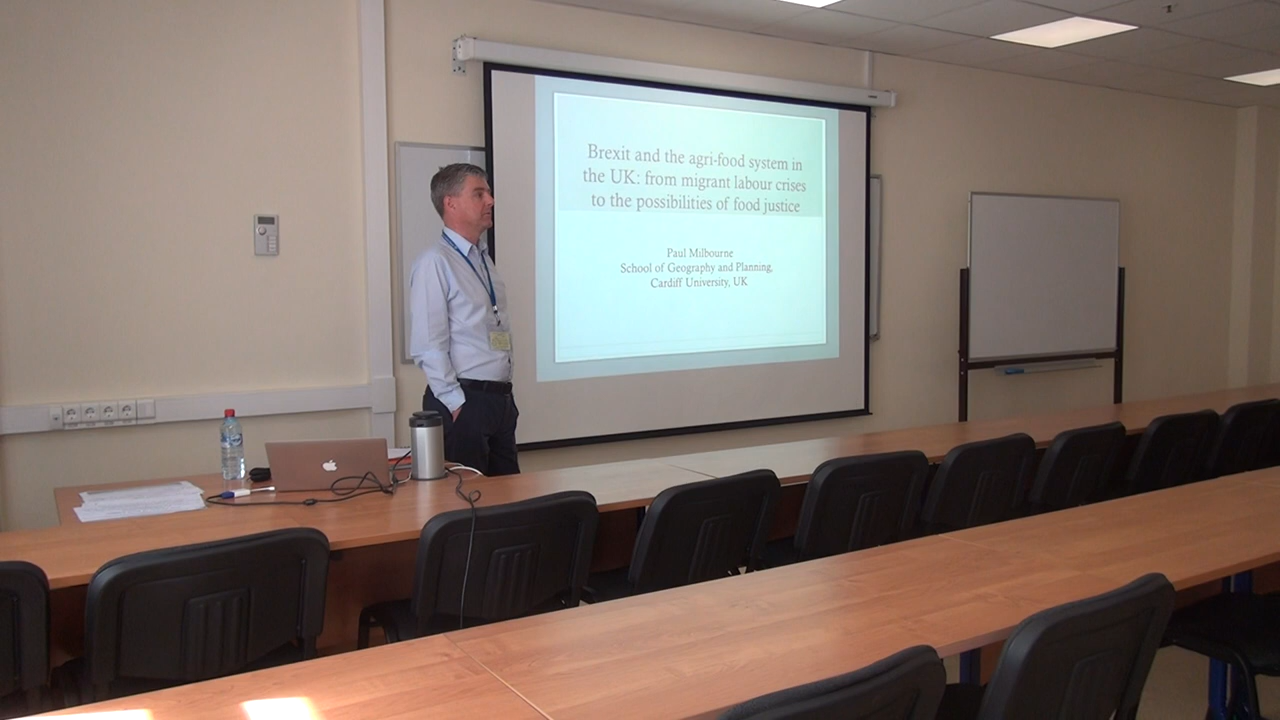 Brexit and the agri-food system in
the UK: from migrant labour crises
to the possibilities of food justice
Paul Milbourne
School of Geography and Planning,
Cardiff University, UK